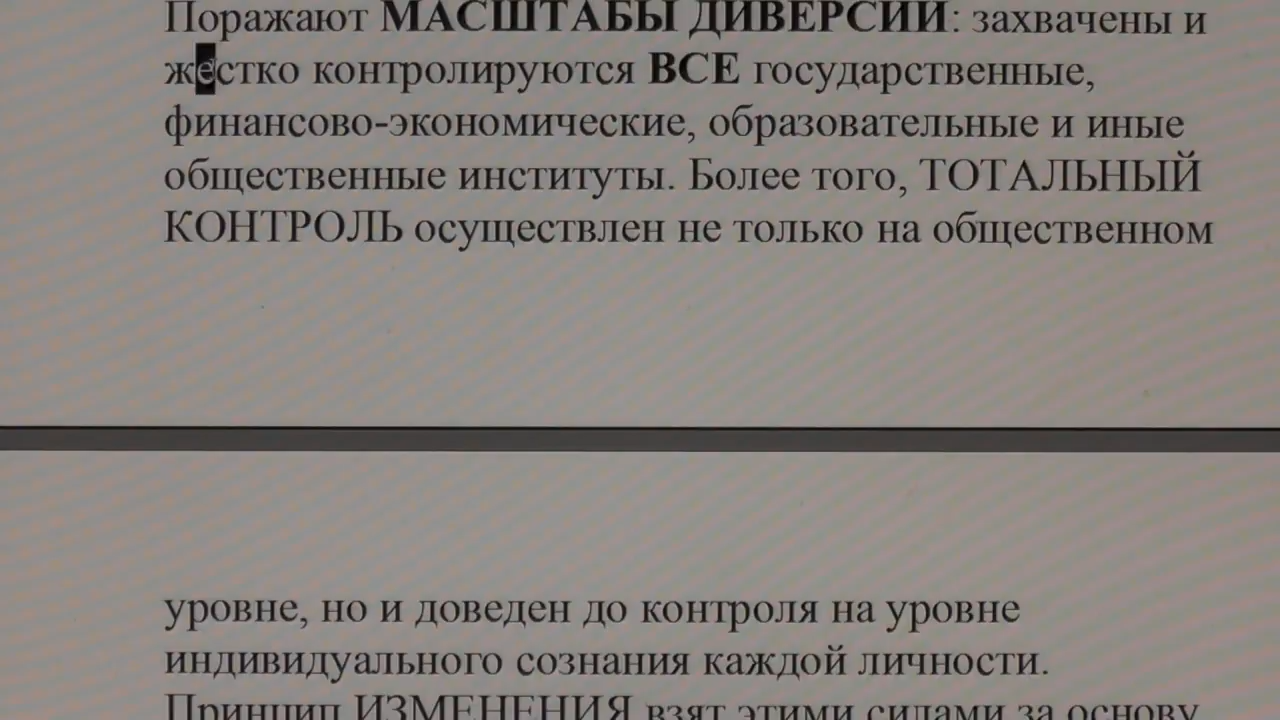 Поражают МАСШТАБЫ ДИВЕРСИИ: захвачены и
жестко контролируются ВСЕ государственные,
финансово-экономические, образовательные и иные
общественные институты. Более того, ТОТАЛЬНЫЙ
КОНТРОЛЬ осуществлен не только на общественном
уровне, но и доведен до контроля на уровне
индивидуального сознания каждой личности.
Принцип ИЗМЕНЕНИЯ взят этими силами за основу